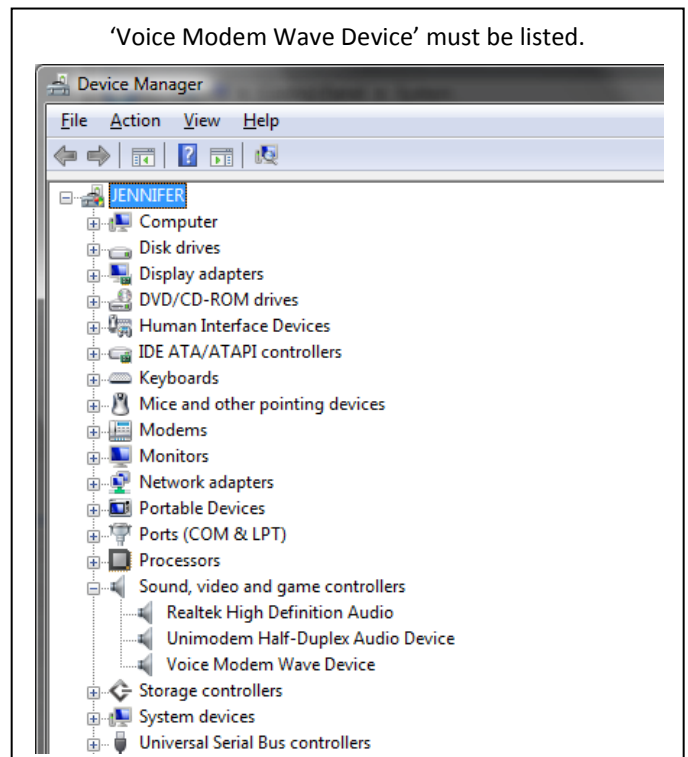 ‘Voice Modem Wave Device’ must be listed.
Device Manager
File Action View Help
JENNIFER
Computer
Disk drives
Display adapters
DVD/CD-ROM drives
Human Interface Devices
IDE ATA/ATAPI controllers
Keyboards
Mice and other pointing devices
Modems
Monitors
Network adapters
Portable Devices
Ports (COM & LPT)
Processors
Sound, video and game controllers
Realtek High Definition Audio
Unimodem Half-Duplex Audio Device
Voice Modem Wave Device
Storage controllers
System devices
Universal Serial Bus controllers